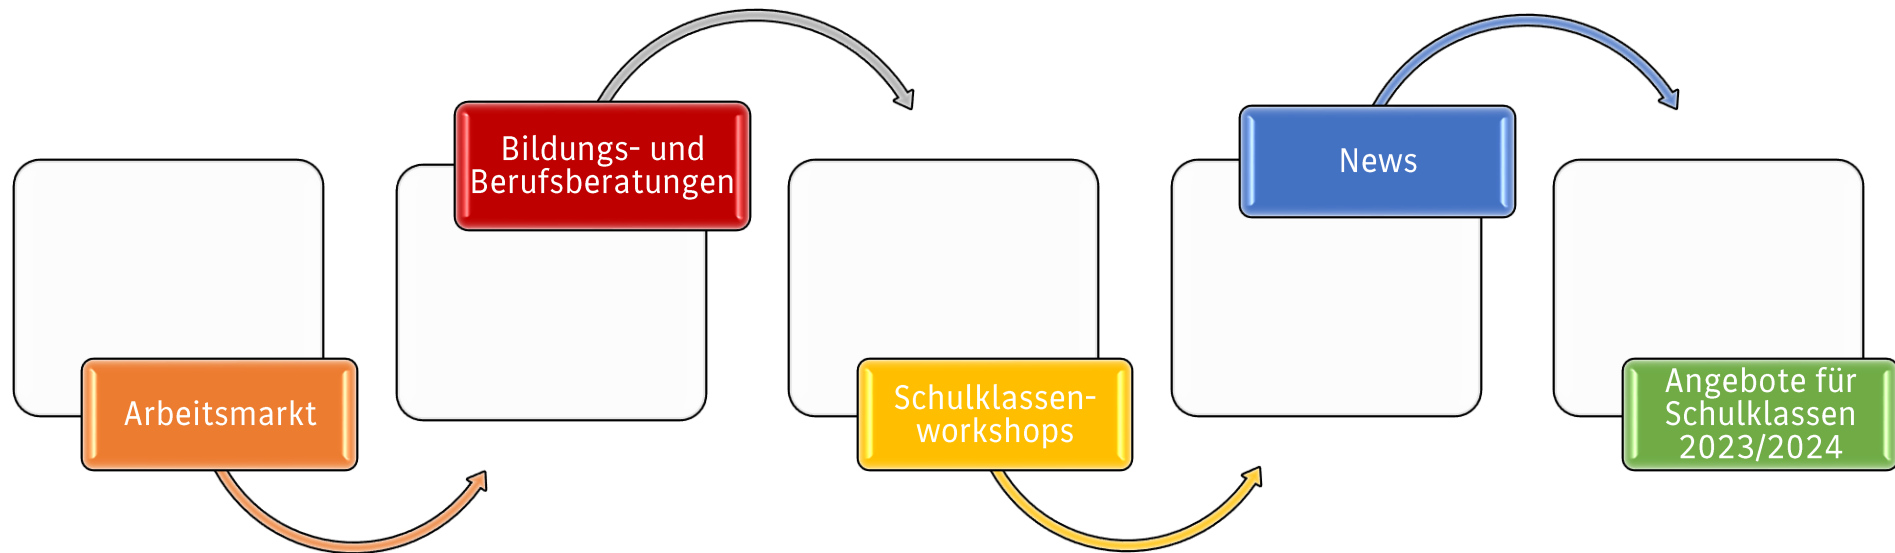 Arbeitsmarkt
Bildungs- und
Berufsberatungen
Schulklassen-
workshops
News
Angebote für
Schulklassen
2023/2024